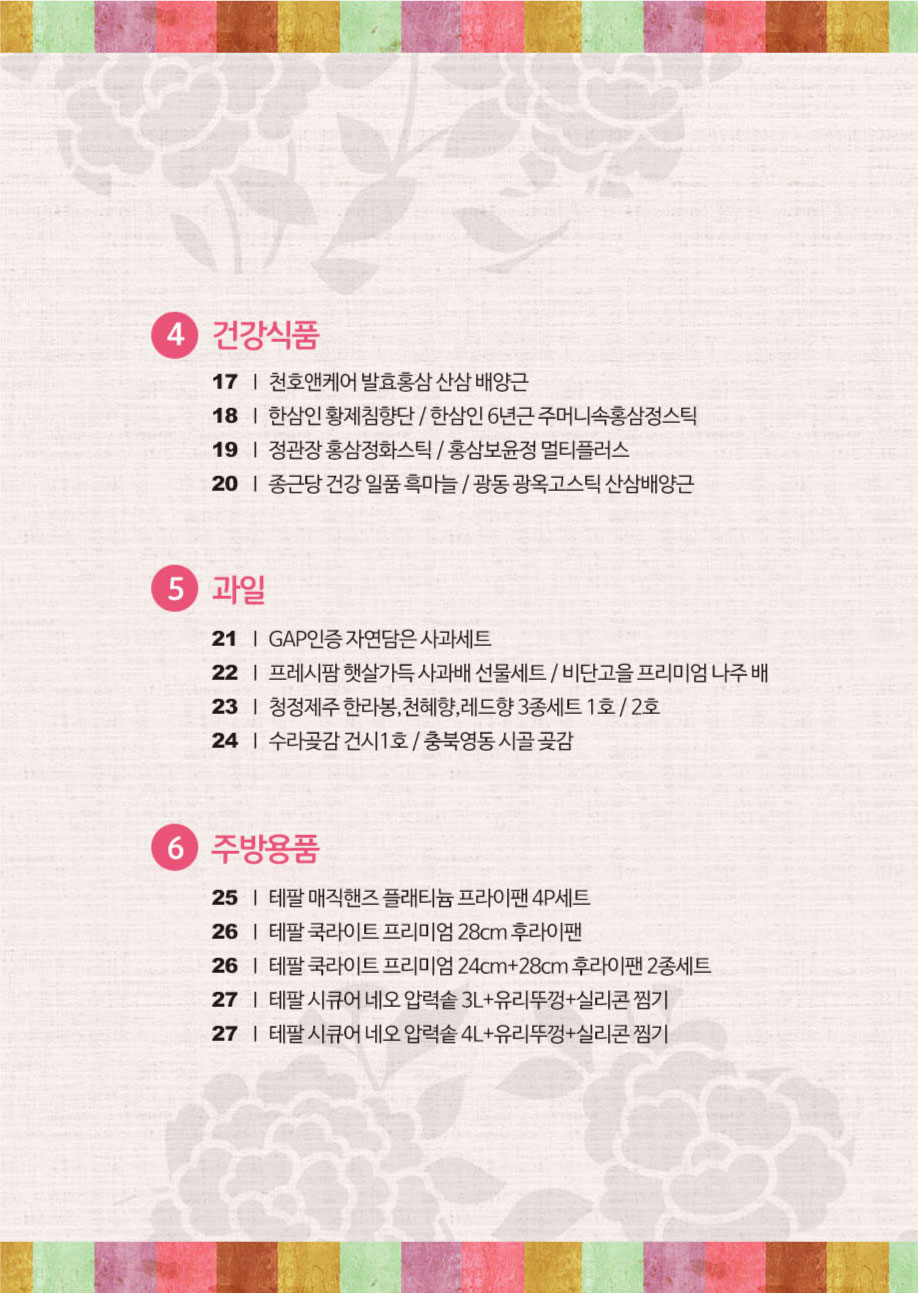 4 건강식품
17 | 천호앤케어 발효홍삼 산삼 배양근
18 | 한삼인 황제침향단 / 한삼인 6년근 주머니속홍삼정스틱
19 | 정관장 홍삼정화스틱 / 홍삼보윤정 멀티플러스
20 | 종근당 건강 일품 흑마늘 / 광동 광옥고스틱 산삼배양근
5 과일
21 | GAP인증 자연담은 사과세트
22 | 프레시팜 햇살가득 사과배 선물세트 / 비단고을 프리미엄 나주 배
23 | 청정제주 한라봉,천혜향,레드향 3종세트 1호 / 2호
24 | 수라곶감 건시1호 / 충북영동 시골 곶감
6 주방용품
25 | 테팔 매직핸즈 플래티늄 프라이팬 4P세트
26 | 테팔 쿡라이트 프리미엄 28cm 후라이팬
26 | 테팔 쿡라이트 프리미엄 24cm+28cm 후라이팬 2종세트
27 | 테팔 시큐어 네오 압력솥 3L+유리뚜껑+실리콘 찜기
27 | 테팔 시큐어 네오 압력솥 4L+유리뚜껑+실리콘 찜기